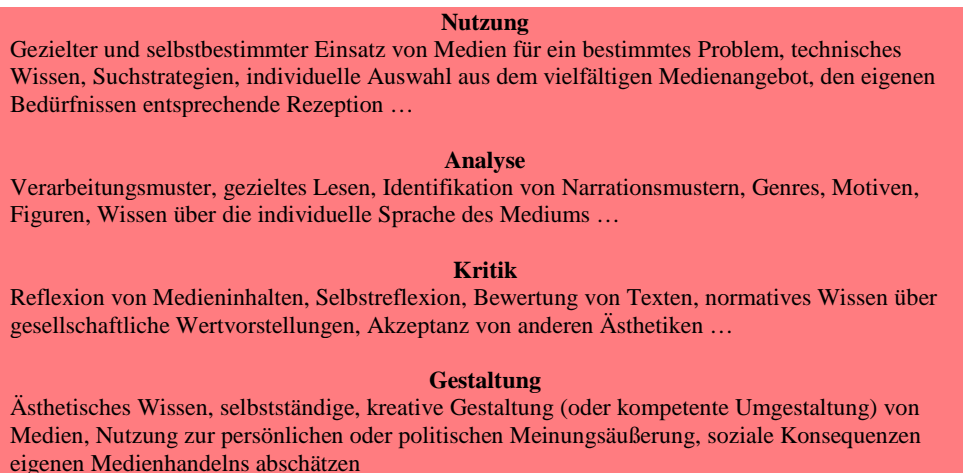 Nutzung
Gezielter und selbstbestimmter Einsatz von Medien für ein bestimmtes Problem, technisches
Wissen, Suchstrategien, individuelle Auswahl aus dem vielfältigen Medienangebot, den eigenen
Bedürfnissen entsprechende Rezeption …
Analyse
Verarbeitungsmuster, gezieltes Lesen, Identifikation von Narrationsmustern, Genres, Motiven,
Figuren, Wissen über die individuelle Sprache des Mediums …
Kritik
Reflexion von Medieninhalten, Selbstreflexion, Bewertung von Texten, normatives Wissen über
gesellschaftliche Wertvorstellungen, Akzeptanz von anderen Ästhetiken …
Gestaltung
Ästhetisches Wissen, selbstständige, kreative Gestaltung (oder kompetente Umgestaltung) von
Medien, Nutzung zur persönlichen oder politischen Meinungsäußerung, soziale Konsequenzen
eigenen Medienhandelns abschätzen